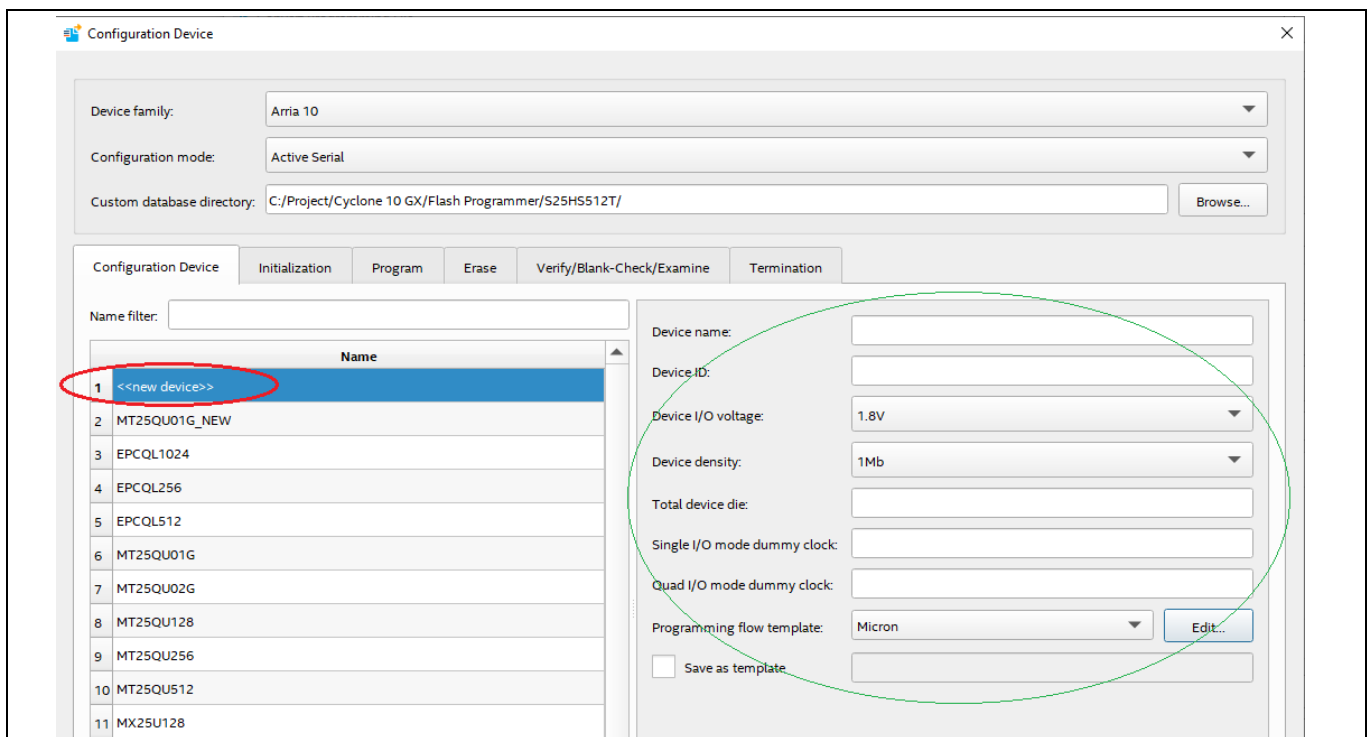 Configuration Device
Device family:
Arria 10
Configuration mode:
Active Serial
Custom database directory:
C:/Project/Cyclone 10 GX/Flash Programmer/S25HS512T/
Browse...
Configuration Device
Initialization
Program
Erase
Verify/Blank-Check/Examine
Termination
Name filter:
Name
1 <<new device>>
2 MT25QU01G_NEW
3 EPCQL1024
4 EPCQL256
5 EPCQL512
6 MT25QU01G
7 MT25QU02G
8 MT25QU128
9 MT25QU256
10 MT25QU512
11 MX25U128
Device name:
Device ID:
Device I/O voltage:
1.8V
Device density:
1Mb
Total device die:
Single I/O mode dummy clock:
Quad I/O mode dummy clock:
Programming flow template:
Micron
Edit...
Save as template